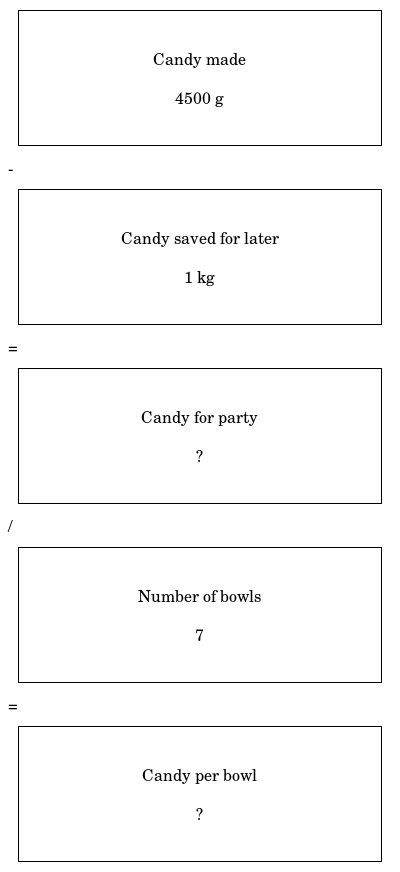 Candy made
4500 g
-
Candy saved for later
1 kg
=
Candy for party
?
/
Number of bowls
7
=
Candy per bowl
?